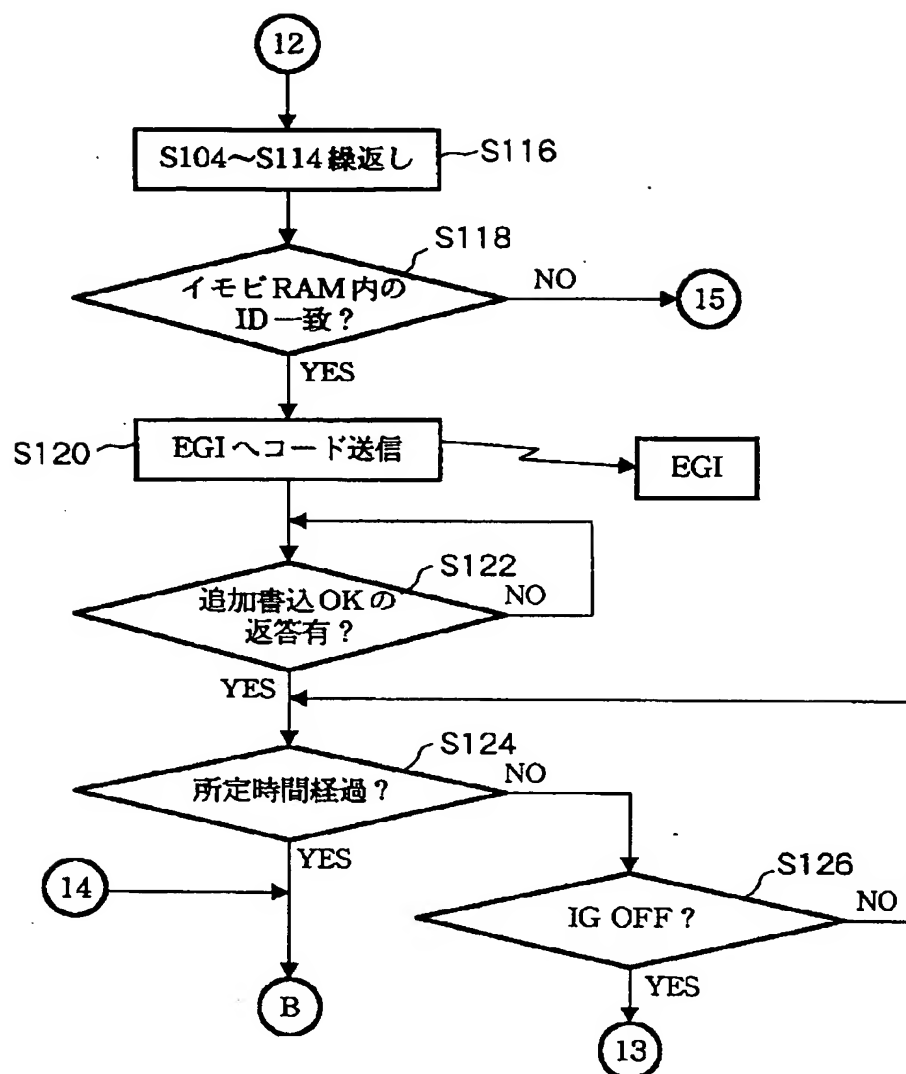 12
S104～S114繰返し
S116
S118
イモビRAM内の
ID一致？
NO
15
YES
S120
EGIへコード送信
EGI
S122
追加書込OKの
返答有？
NO
YES
S124
所定時間経過？
NO
YES
14
S126
IG OFF？
NO
YES
B
13